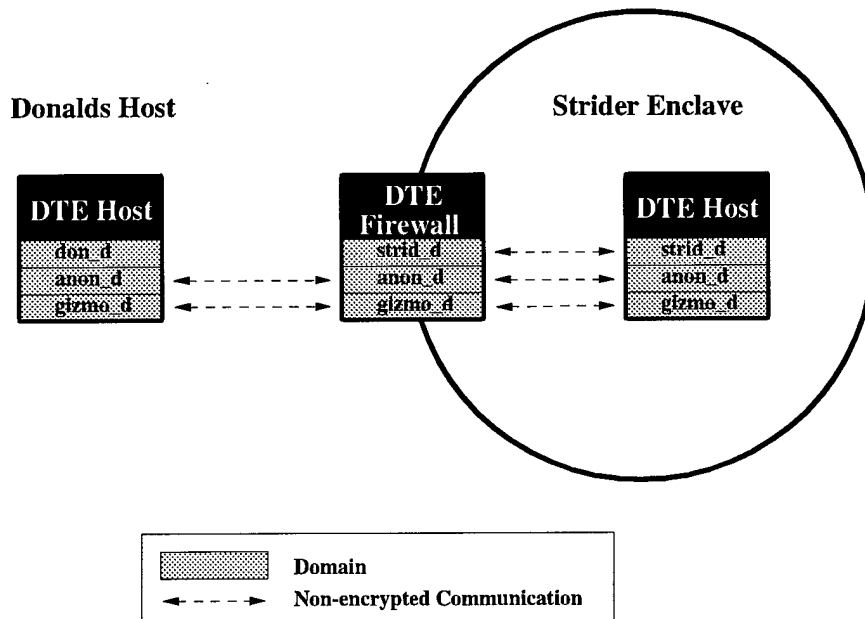 Donalds Host
Strider Enclave
DTE Host
don_d
anon_d
gizmo_d
DTE
Firewall
strid_d
anon_d
gizmo_d
DTE Host
strid_d
anon_d
gizmo_d
Domain
Non-encrypted Communication